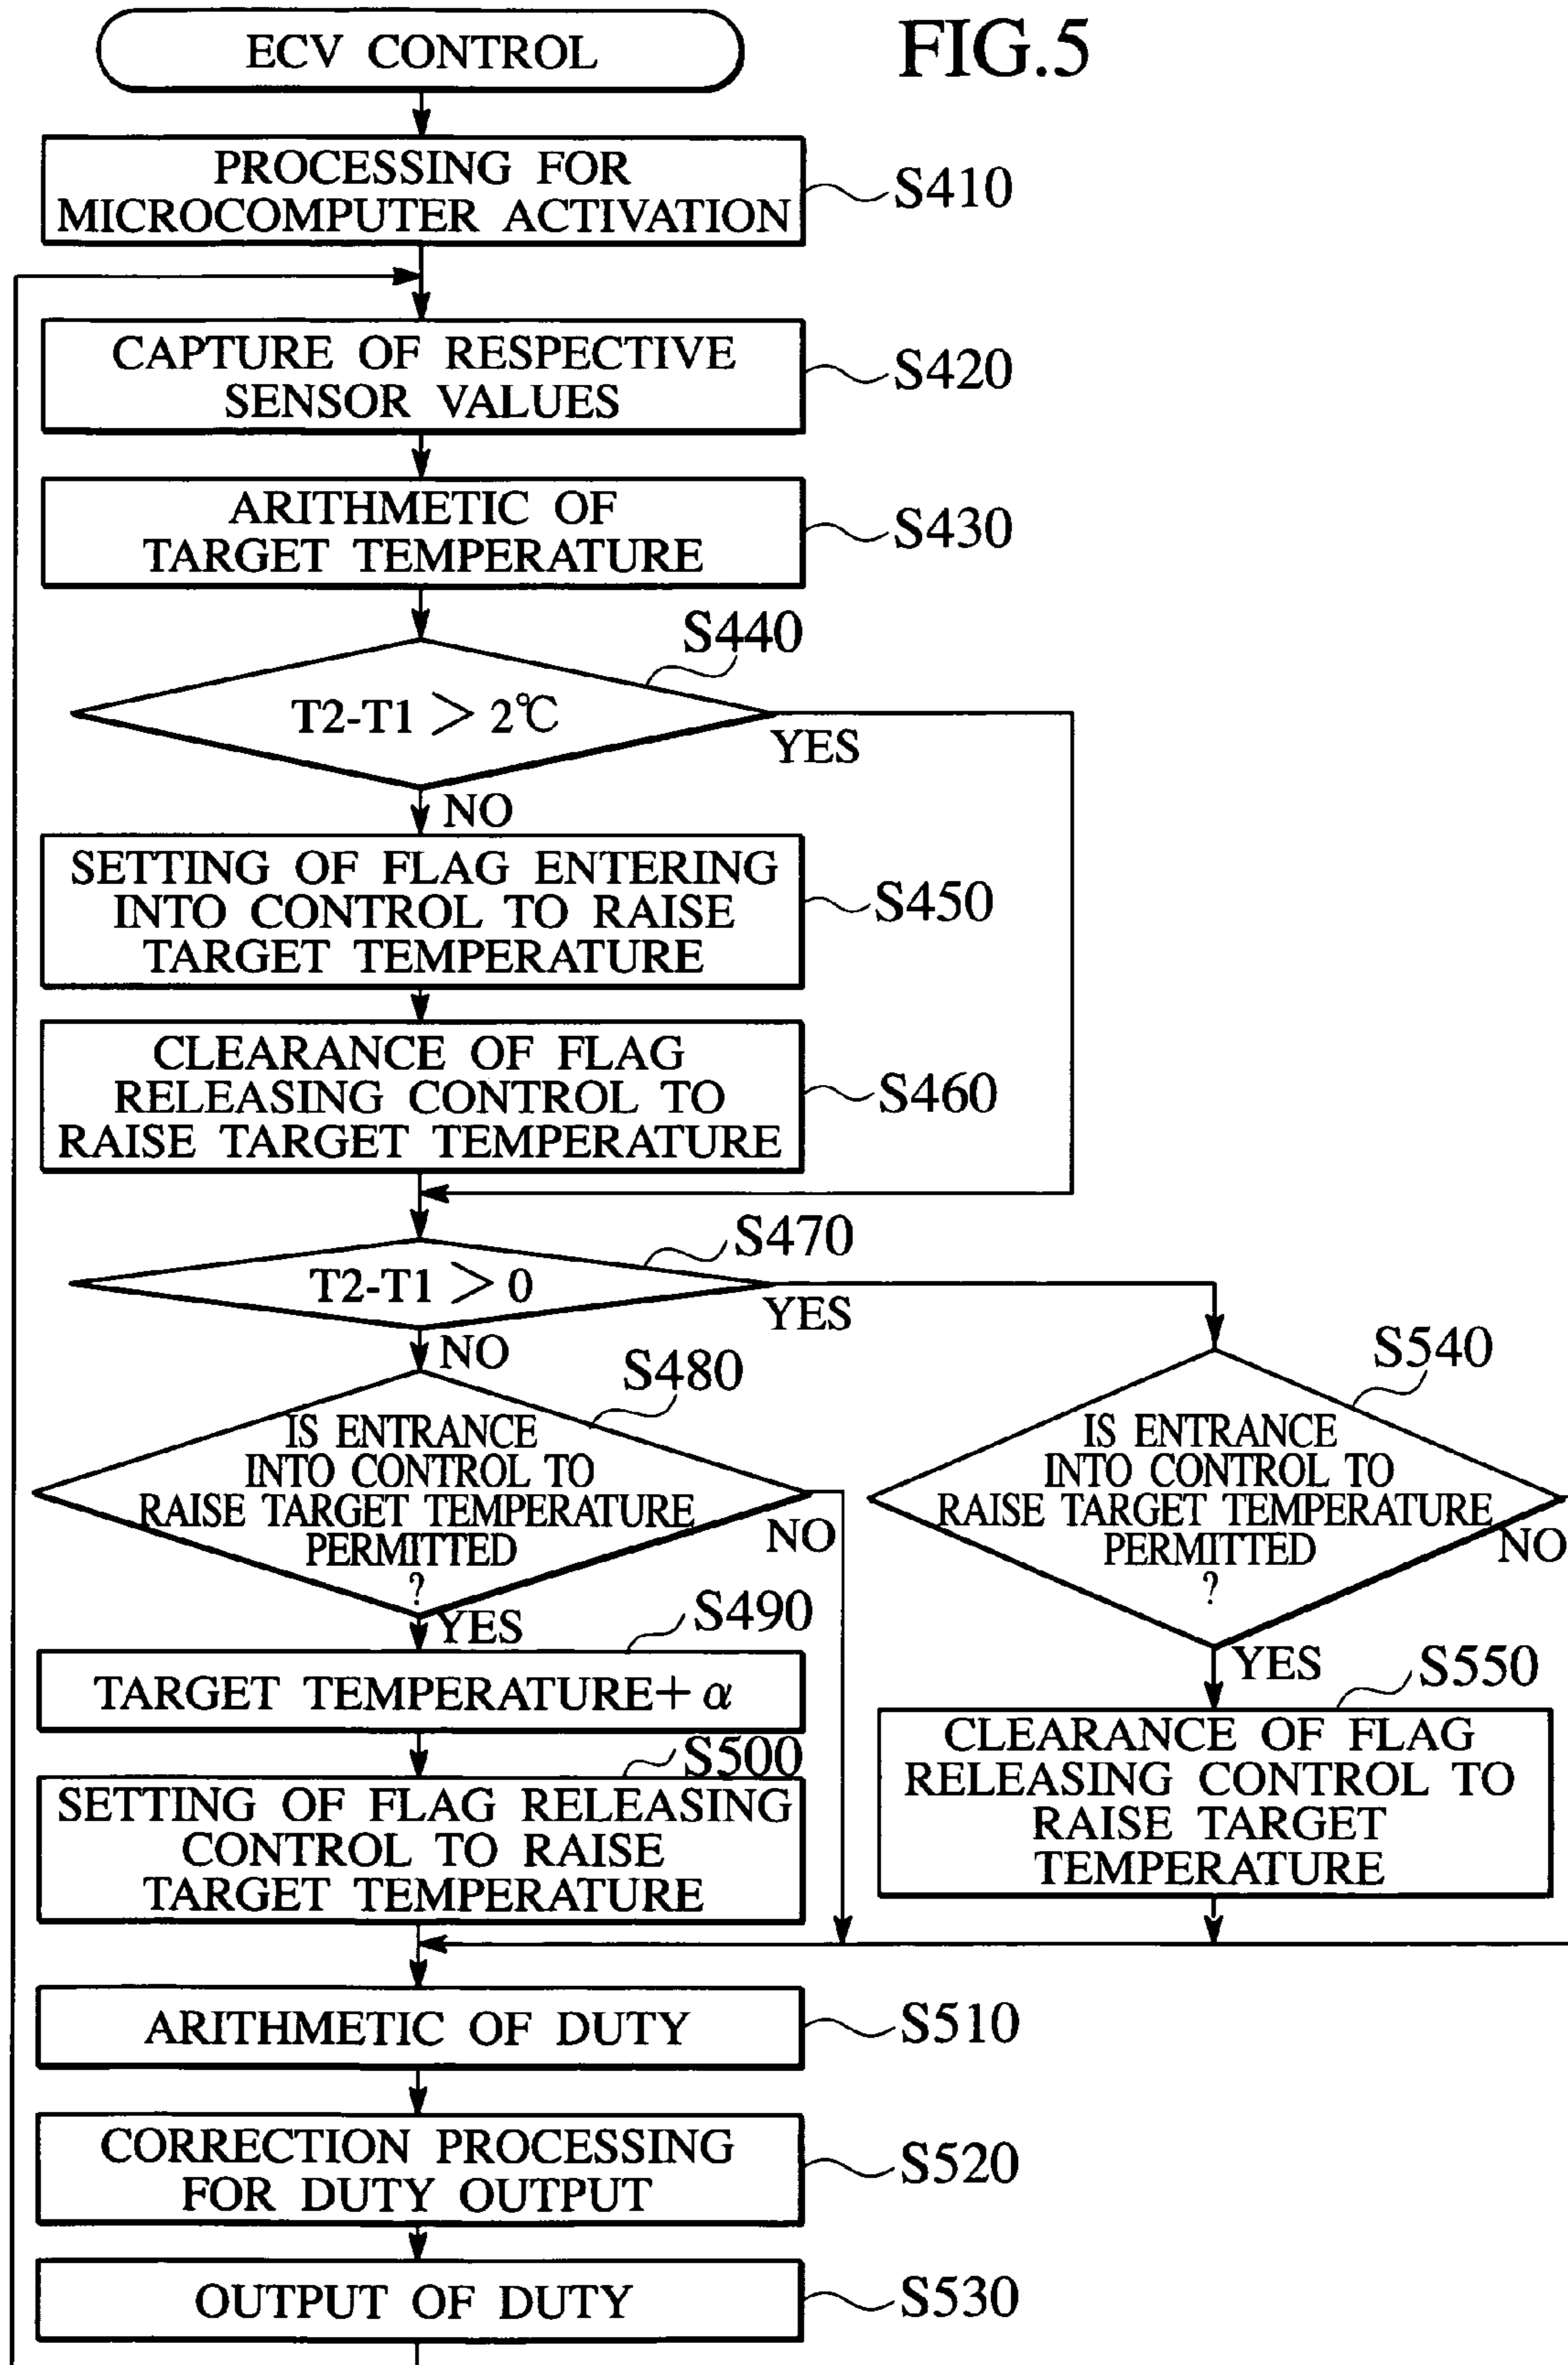 FIG.5
ECV CONTROL
PROCESSING FOR
MICROCOMPUTER ACTIVATION
S410
CAPTURE OF RESPECTIVE
SENSOR VALUES
S420
ARITHMETIC OF
TARGET TEMPERATURE
S430
S440
T2-T1 > 2℃
YES
NO
SETTING OF FLAG ENTERING
INTO CONTROL TO RAISE
TARGET TEMPERATURE
S450
CLEARANCE OF FLAG
RELEASING CONTROL TO
RAISE TARGET TEMPERATURE
S460
S470
T2-T1 > 0
YES
NO
S480
IS ENTRANCE
INTO CONTROL TO
RAISE TARGET TEMPERATURE
PERMITTED
?
NO
YES
S490
TARGET TEMPERATURE+ α
S500
SETTING OF FLAG RELEASING
CONTROL TO RAISE
TARGET TEMPERATURE
S540
IS ENTRANCE
INTO CONTROL TO
RAISE TARGET TEMPERATURE
PERMITTED
?
NO
YES
S550
CLEARANCE OF FLAG
RELEASING CONTROL TO
RAISE TARGET
TEMPERATURE
ARITHMETIC OF DUTY
S510
CORRECTION PROCESSING
FOR DUTY OUTPUT
S520
OUTPUT OF DUTY
S530